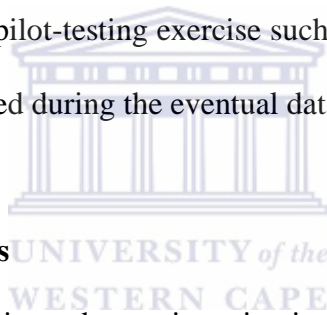 pilot-testing exercise such
ed during the eventual dat
s
UNIVERSITY of the
WESTERN CAPE